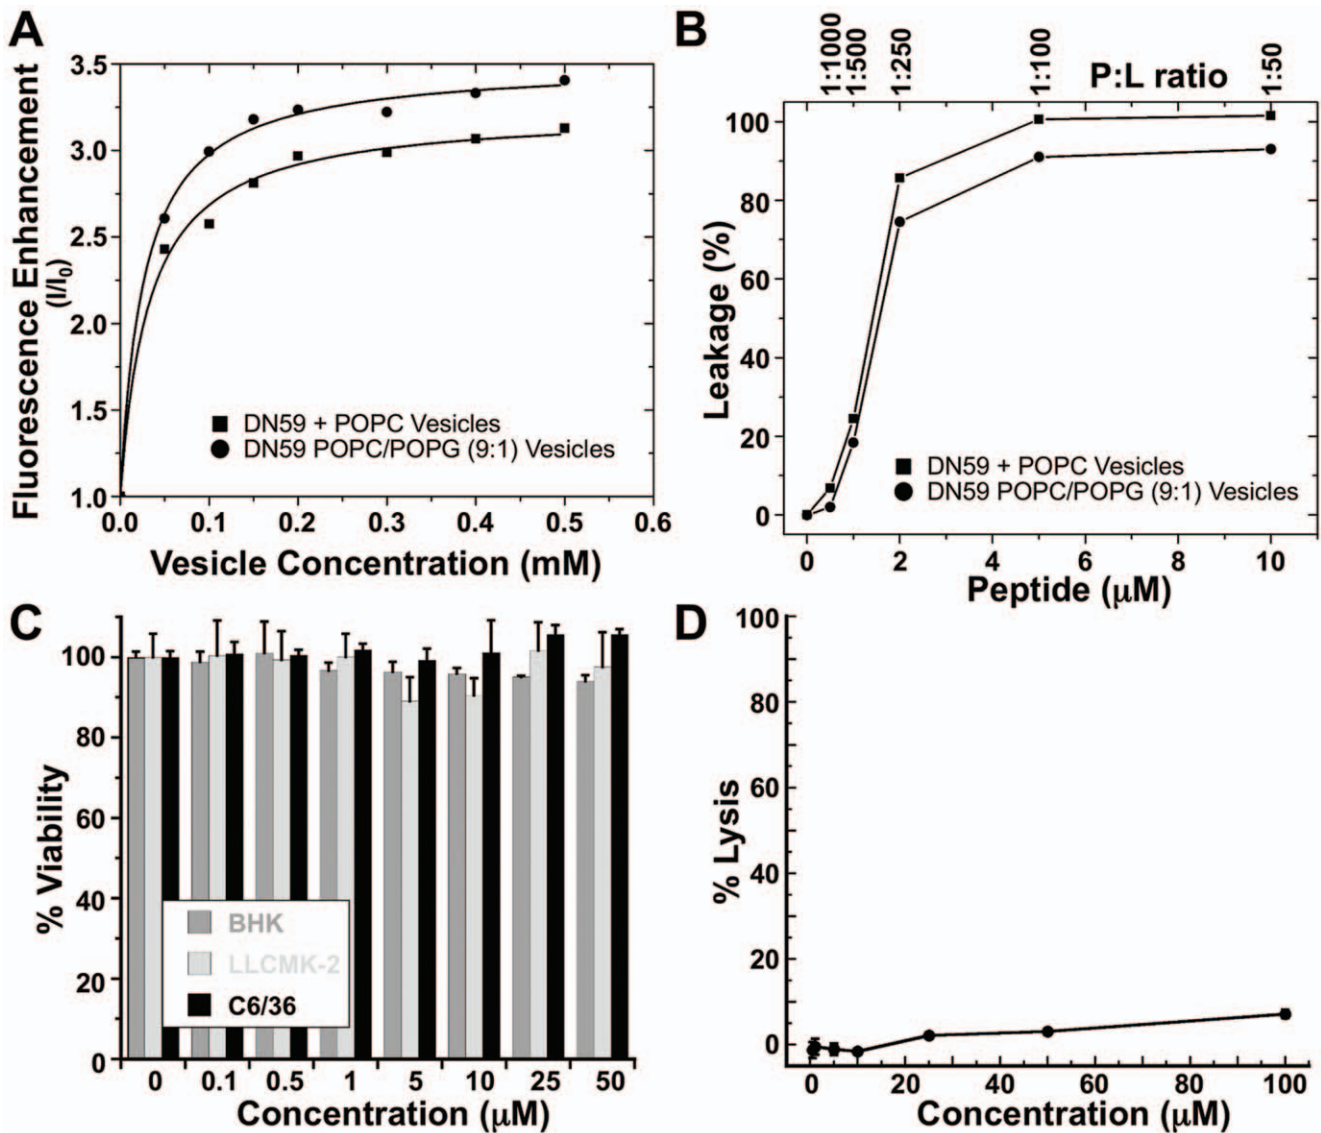 A
Fluorescence Enhancement
(I/I0)
3.5
3.0
2.5
2.0
1.5
1.0
0.0 0.1 0.2 0.3 0.4 0.5 0.6
Vesicle Concentration (mM)
DN59 + POPC Vesicles
DN59 POPC/POPG (9:1) Vesicles
B
1:1000 1:500 1:250 1:100 1:50
P:L ratio
Leakage (%)
100
80
60
40
20
0
0 2 4 6 8 10
Peptide (μM)
DN59 + POPC Vesicles
DN59 POPC/POPG (9:1) Vesicles
C
% Viability
100
80
60
40
20
0
BHK
LLCMK-2
C6/36
0 0.1 0.5 1 5 10 25 50
Concentration (μM)
D
% Lysis
100
80
60
40
20
0
0 20 40 60 80 100
Concentration (μM)